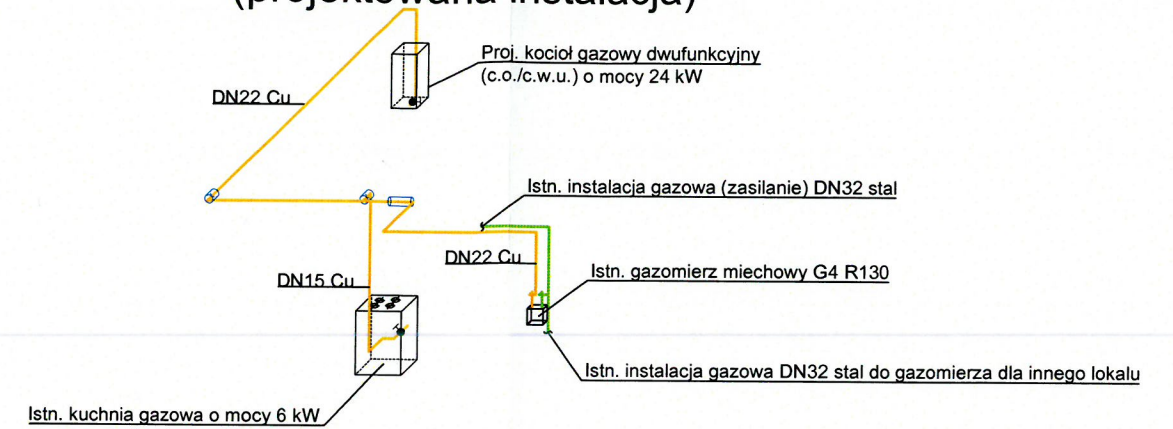 (projektowana instalacja)
Proj. kocioł gazowy dwufunkcyjny
(c.o./c.w.u.) o mocy 24 kW
DN22 Cu
Istn. instalacja gazowa (zasilanie) DN32 stal
DN22 Cu
Istn. gazomierz miechowy G4 R130
DN15 Cu
Istn. instalacja gazowa DN32 stal do gazomierza dla innego lokalu
Istn. kuchnia gazowa o mocy 6 kW